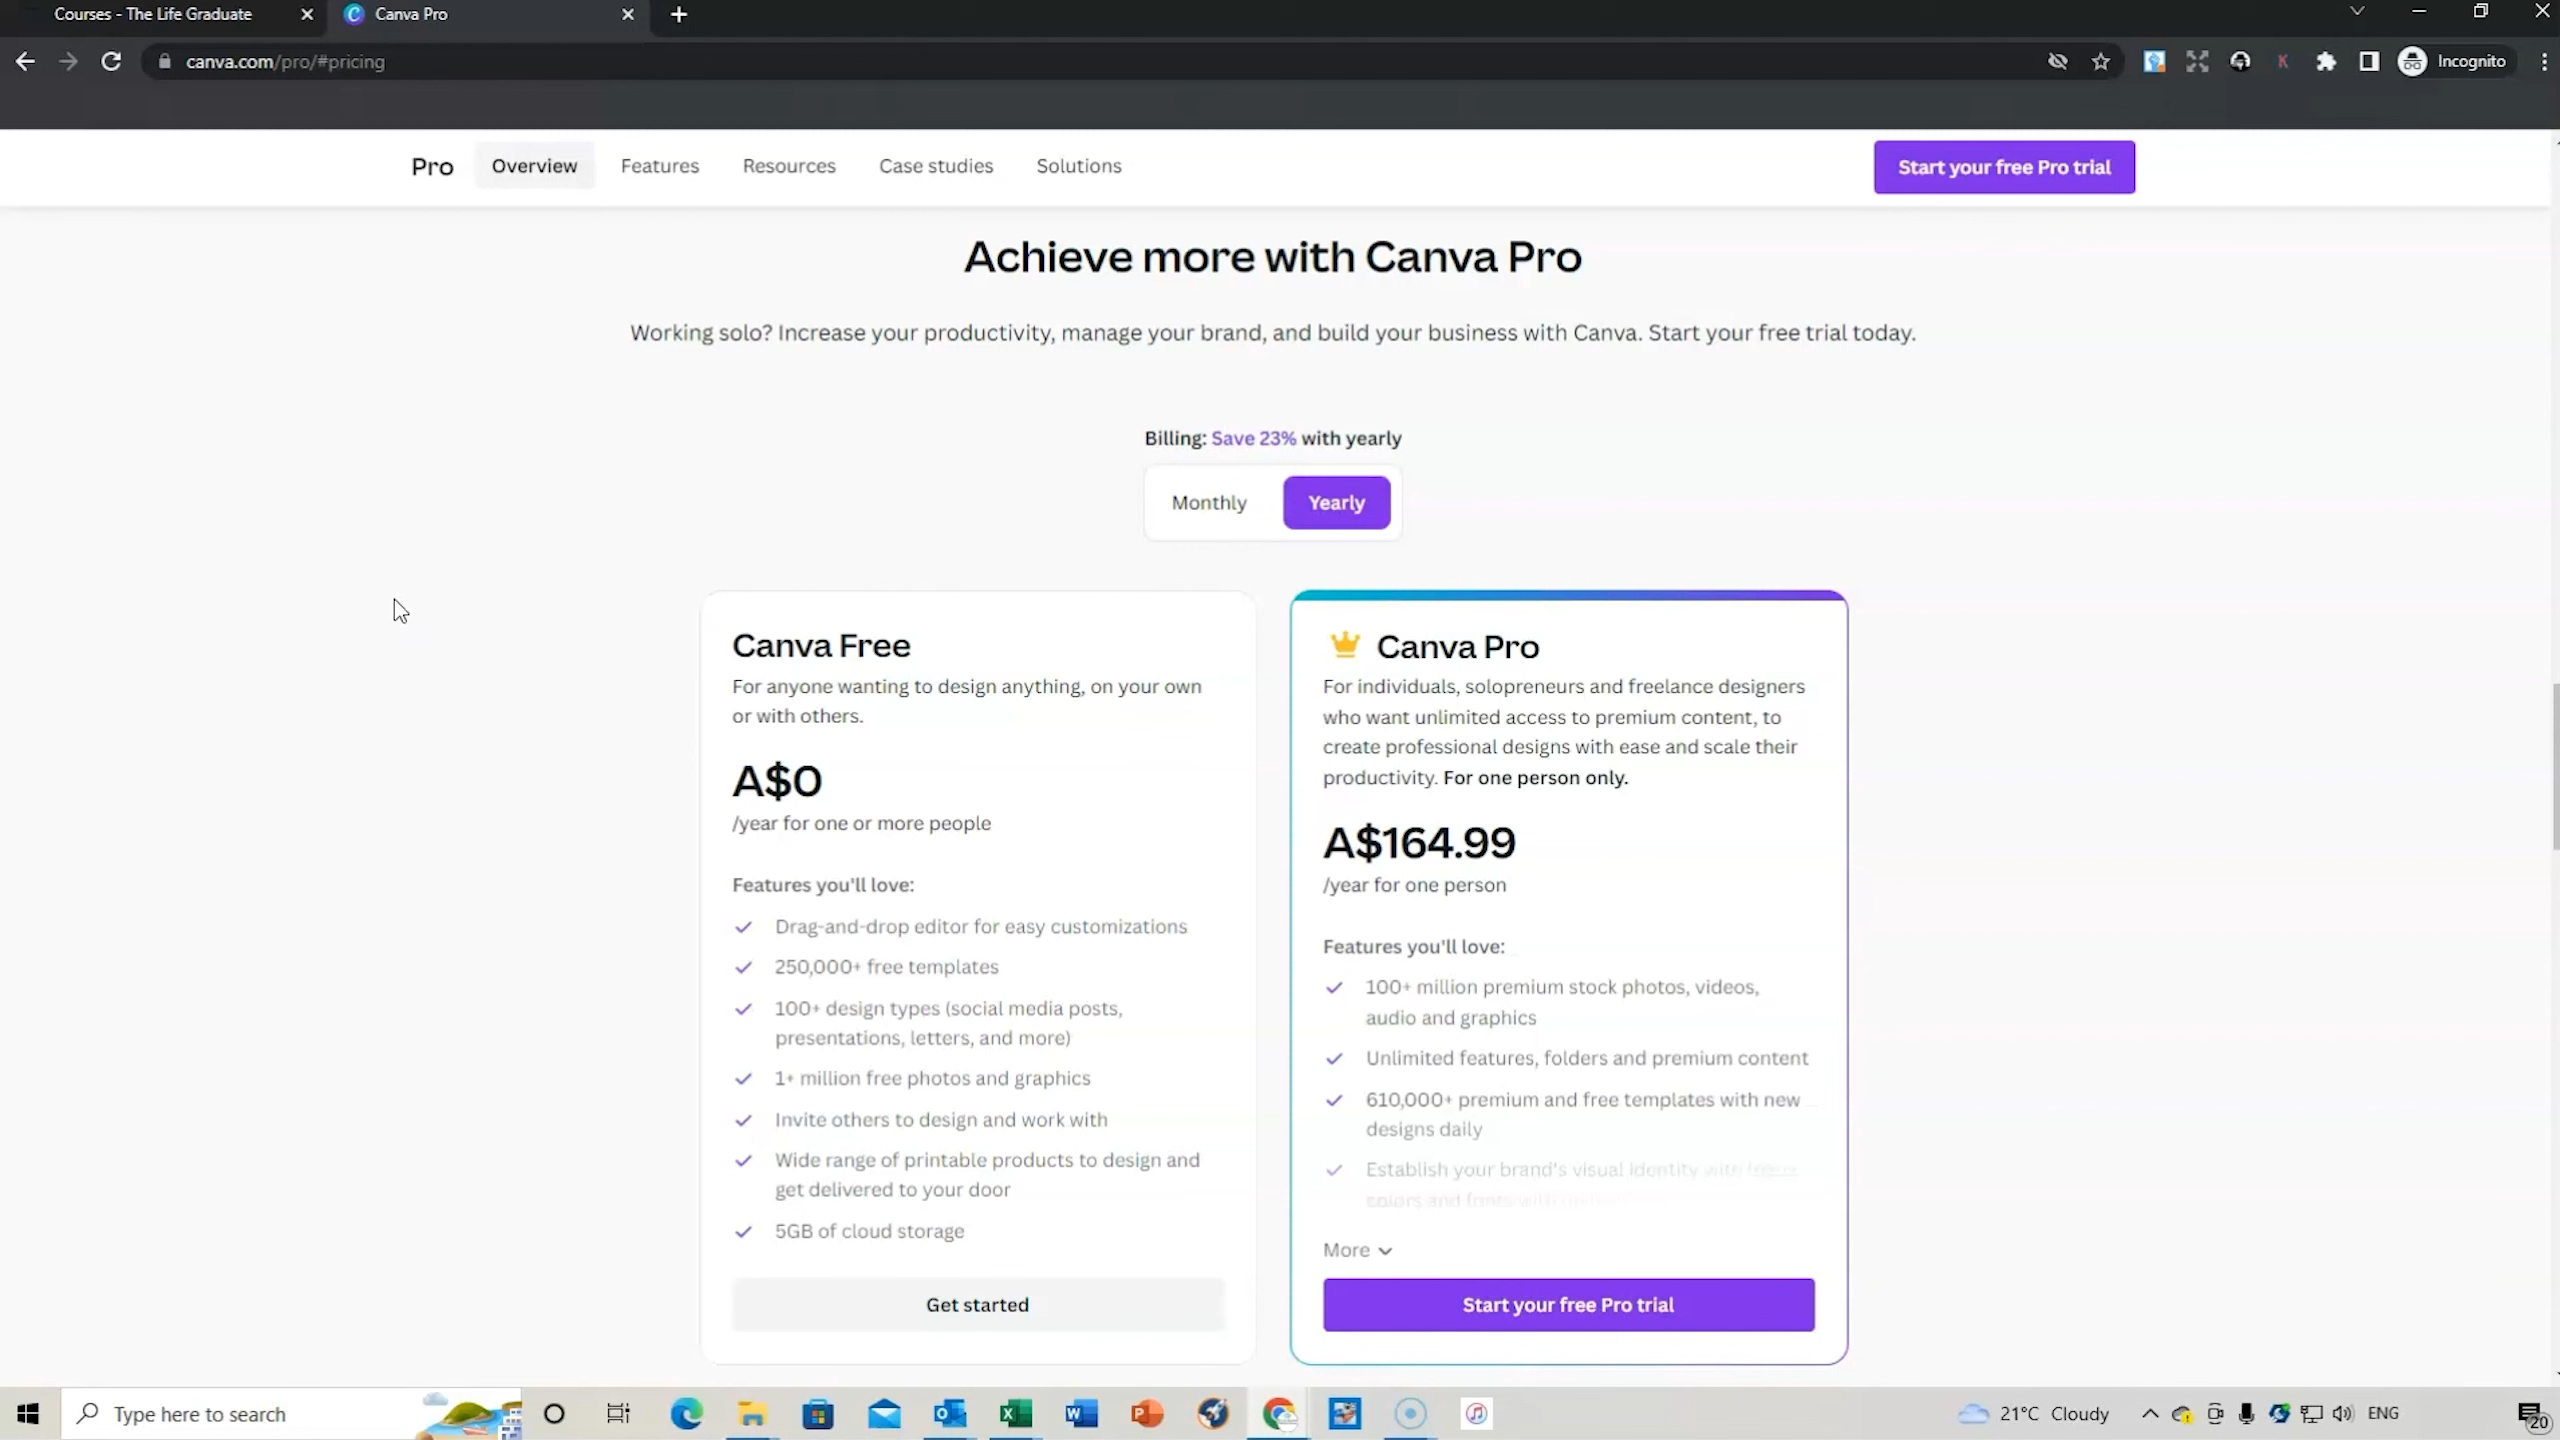 Courses - The Life Graduate
Canva Pro
canva.com/pro/#pricing
Incognito
Pro
Overview
Features
Resources
Case studies
Solutions
Start your free Pro trial
Achieve more with Canva Pro
Working solo? Increase your productivity, manage your brand, and build your business with Canva. Start your free trial today.
Billing: Save 23% with yearly
Monthly
Yearly
Canva Free
For anyone wanting to design anything, on your own
or with others.
A$0
/year for one or more people
Features you'll love:
Drag-and-drop editor for easy customizations
250,000+ free templates
100+ design types (social media posts,
presentations, letters, and more)
1+ million free photos and graphics
Invite others to design and work with
Wide range of printable products to design and
get delivered to your door
5GB of cloud storage
Get started
Canva Pro
For individuals, solopreneurs and freelance designers
who want unlimited access to premium content, to
create professional designs with ease and scale their
productivity. For one person only.
A$164.99
/year for one person
Features you'll love:
100+ million premium stock photos, videos,
audio and graphics
Unlimited features, folders and premium content
610,000+ premium and free templates with new
designs daily
Establish your brand's visual identity with
colors and fonts with
More
Start your free Pro trial
Type here to search
21°C Cloudy
ENG
20